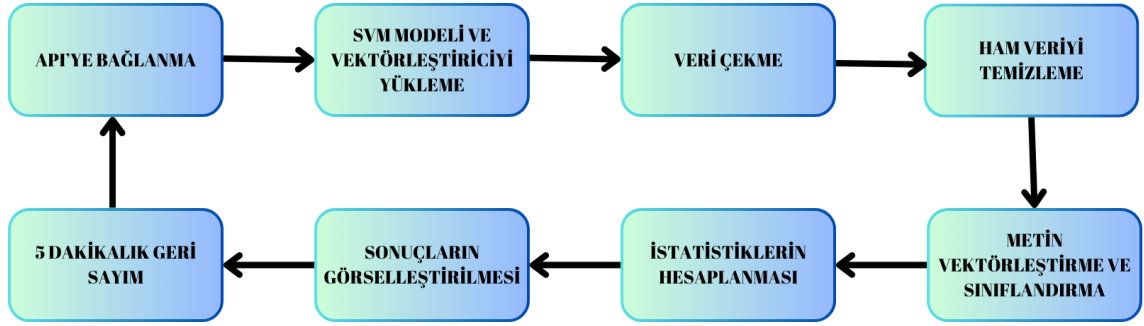 API'YE BAĞLANMA
SVM MODELİ VE
VEKTÖRLEŞTİRİCİYİ
YÜKLEME
VERİ ÇEKME
HAM VERİYİ
TEMİZLEME
METİN
VEKTÖRLEŞTİRME VE
SINIFLANDIRMA
İSTATİSTİKLERİN
HESAPLANMASI
SONUÇLARIN
GÖRSELLEŞTİRİLMESİ
5 DAKİKALIK GERİ
SAYIM